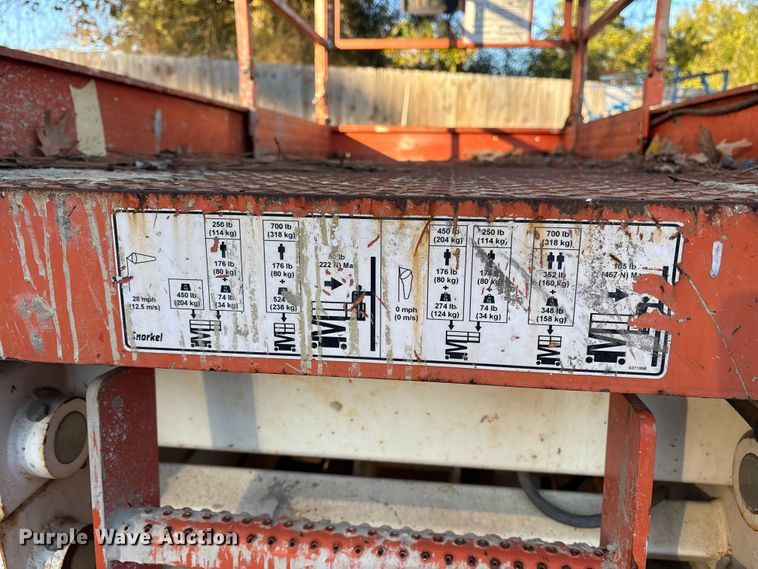 250 lb
(114 kg)
176 lb
(80 kg)
+
450 lb
(204 kg)
74 lb
(34 kg)
700 lb
(318 kg)
176 lb
(80 kg)
+
524
(238 kg)
lb
222 N) Ma
28 mph
(12.5 m/s)
Snorkel
0 mph
(0 m/s)
450 lb
(204 kg)
176 lb
(80 kg)
+
274 lb
(124 kg)
250 lb
(114 kg)
(80 kg)
+
74 lb
(34 kg)
700 lb
(318 kg)
352 lb
(160 kg)
+
348 lb
(158 kg)
105 lb
(467 N) Max
Purple Wave Auction